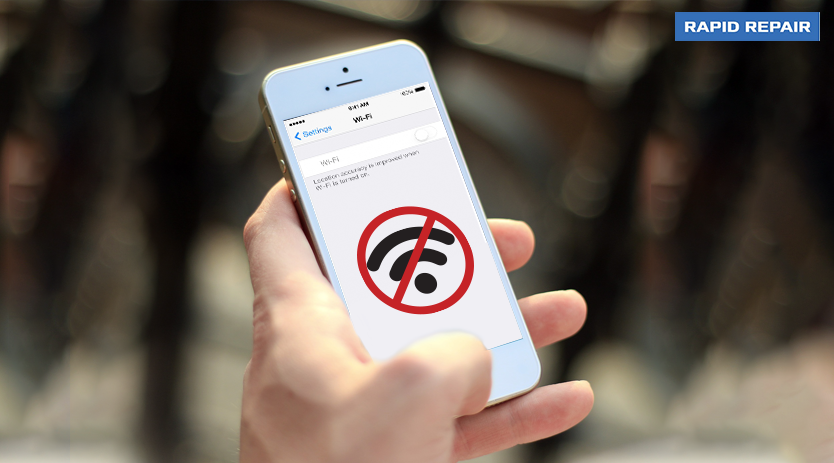 RAPID REPAIR
9:41 AM
Settings
Wi-Fi
Wi-Fi
Location accuracy is improved when
Wi-Fi is turned on.